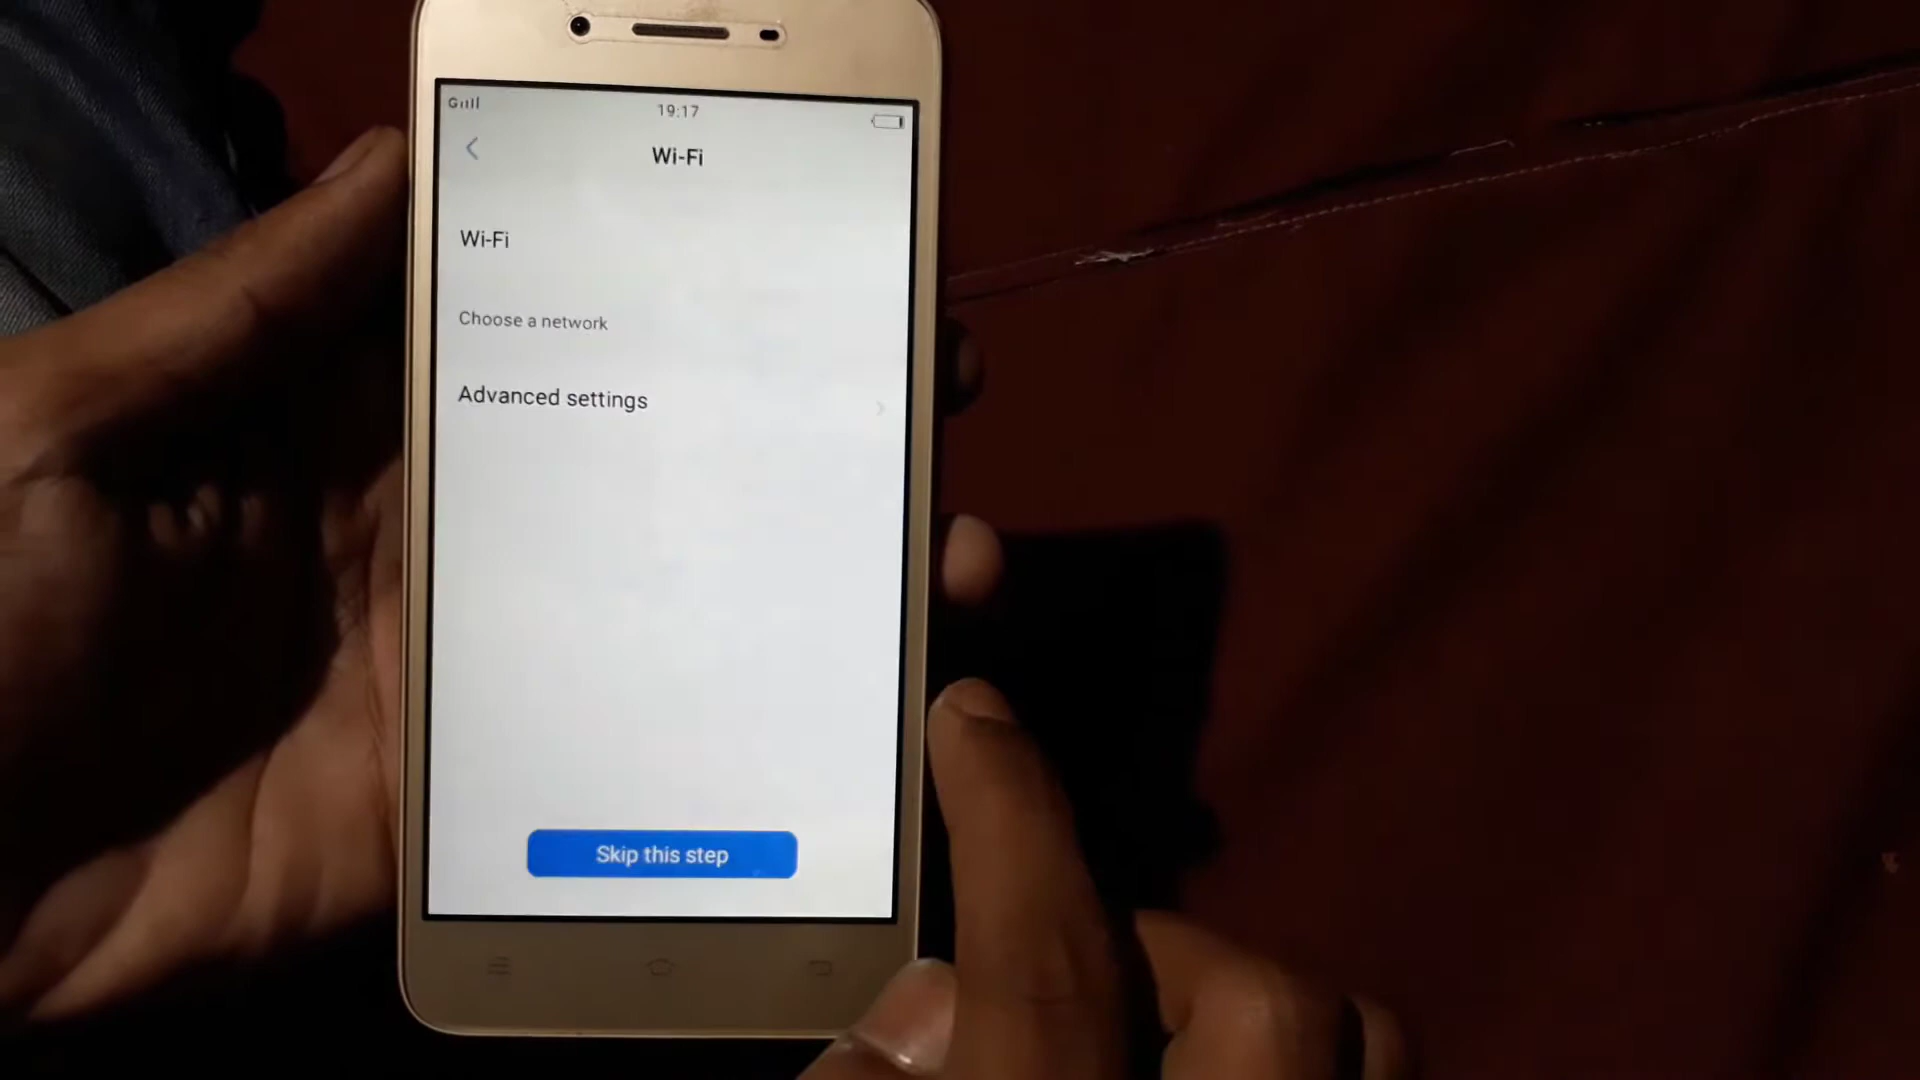 G
19:17
Wi-Fi
Wi-Fi
Choose a network
Advanced settings
Skip this step